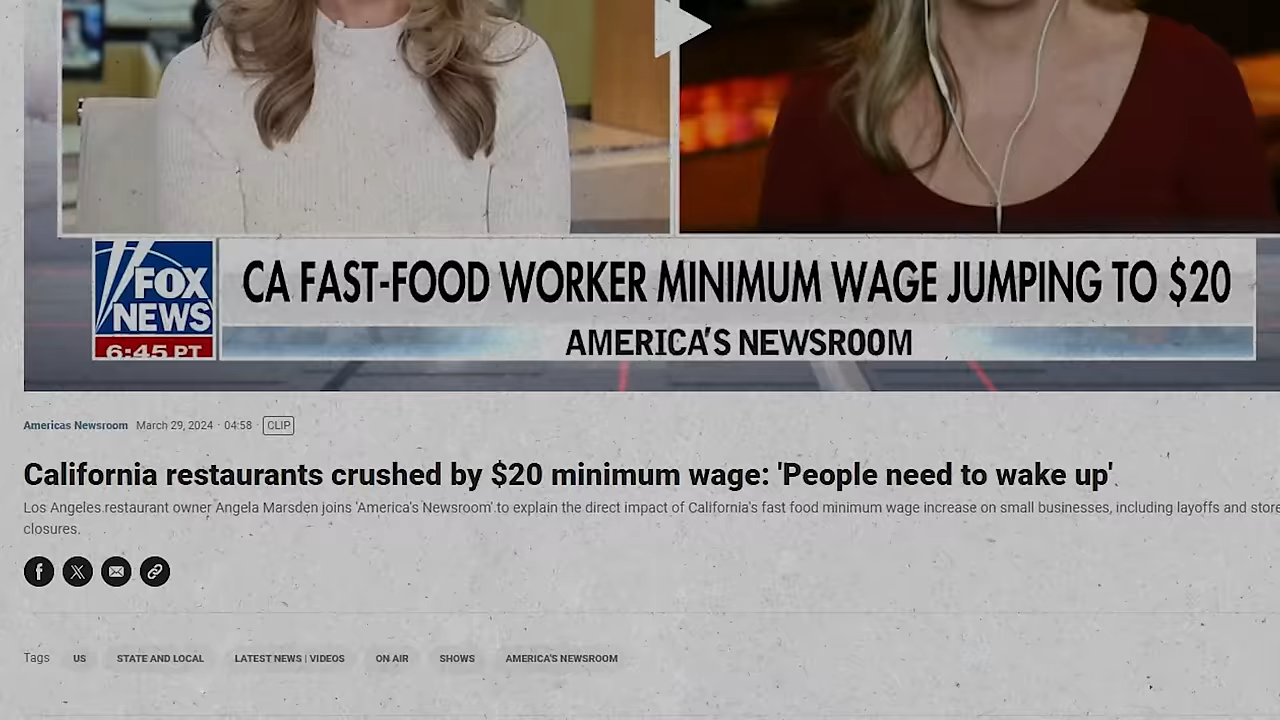 FOX
NEWS
6:45 PT
CA FAST-FOOD WORKER MINIMUM WAGE JUMPING TO $20
AMERICA'S NEWSROOM
Americas Newsroom March 29, 2024 · 04:58 · CLIP
California restaurants crushed by $20 minimum wage: 'People need to wake up'
Los Angeles restaurant owner Angela Marsden joins 'America's Newsroom' to explain the direct impact of California's fast food minimum wage increase on small businesses, including layoffs and store
closures.
Tags US STATE AND LOCAL LATEST NEWS | VIDEOS ON AIR SHOWS AMERICA'S NEWSROOM